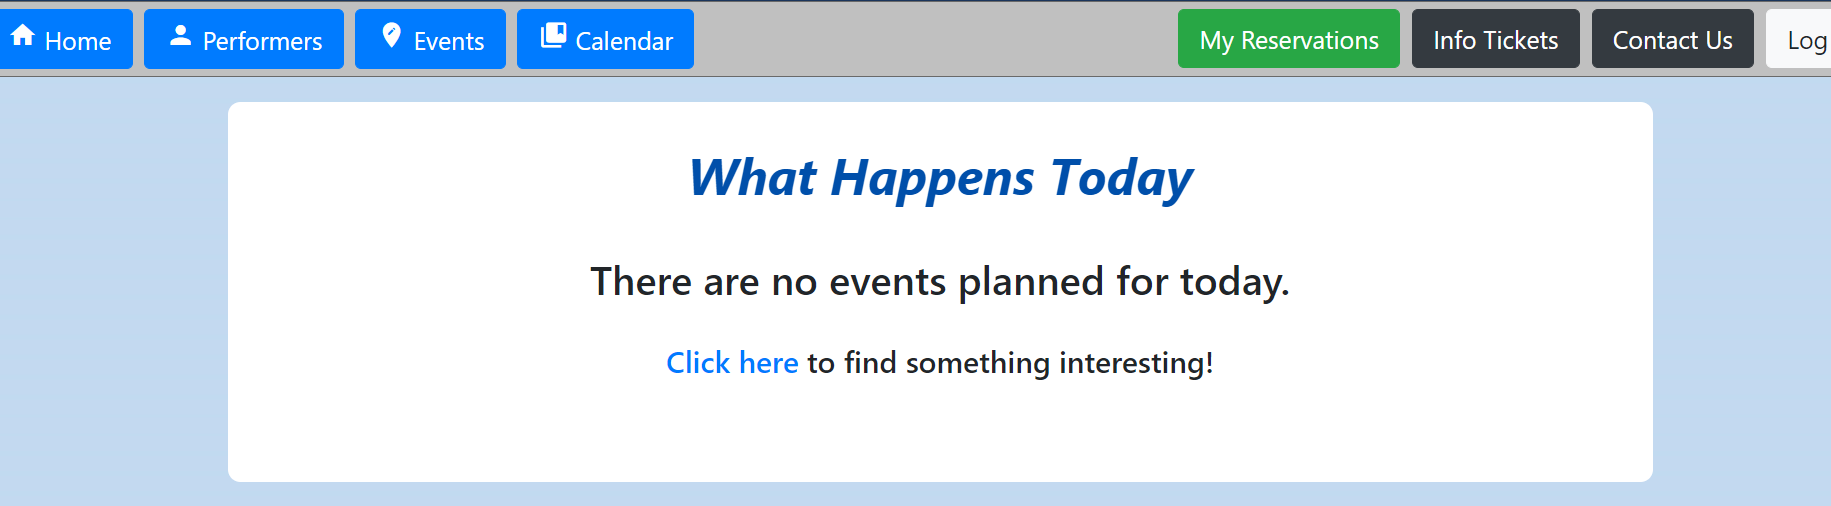 Home Performers Events Calendar My Reservations Info Tickets Contact Us Log
What Happens Today
There are no events planned for today.
Click here to find something interesting!